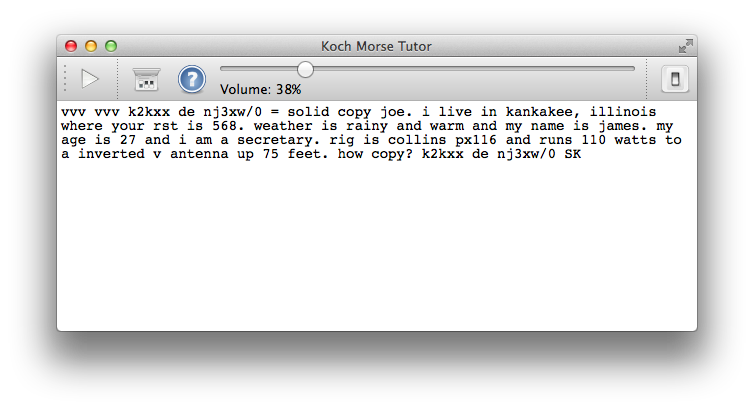 Koch Morse Tutor
Volume: 38%
vvv vvv k2kxx de nj3xw/0 = solid copy joe. i live in kankakee, illinois
where your rst is 568. weather is rainy and warm and my name is james. my
age is 27 and i am a secretary. rig is collins px116 and runs 110 watts to
a inverted v antenna up 75 feet. how copy? k2kxx de nj3xw/0 SK